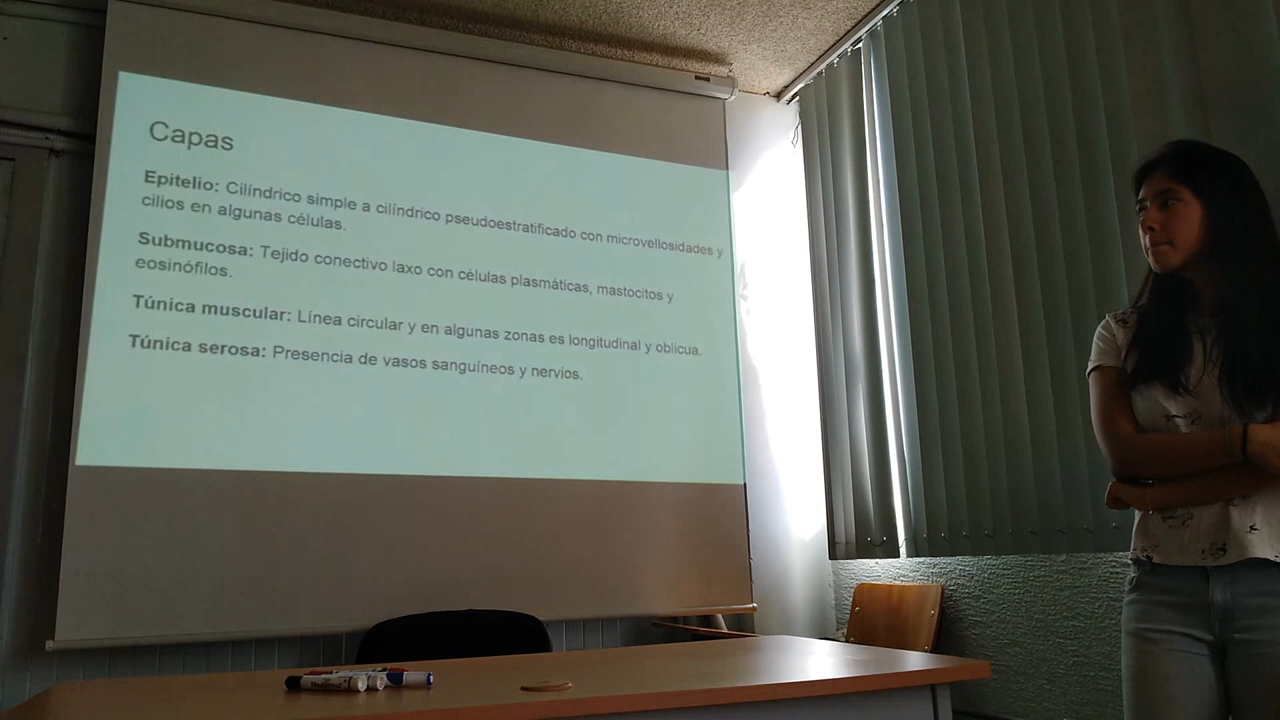 Capas
Epitelio: Cilíndrico simple a cilíndrico pseudoestratificado con microvellosidades y
cilios en algunas células.
Submucosa: Tejido conectivo laxo con células plasmáticas, mastocitos y
eosinófilos.
Túnica muscular: Línea circular y en algunas zonas es longitudinal y oblicua.
Túnica serosa: Presencia de vasos sanguíneos y nervios.